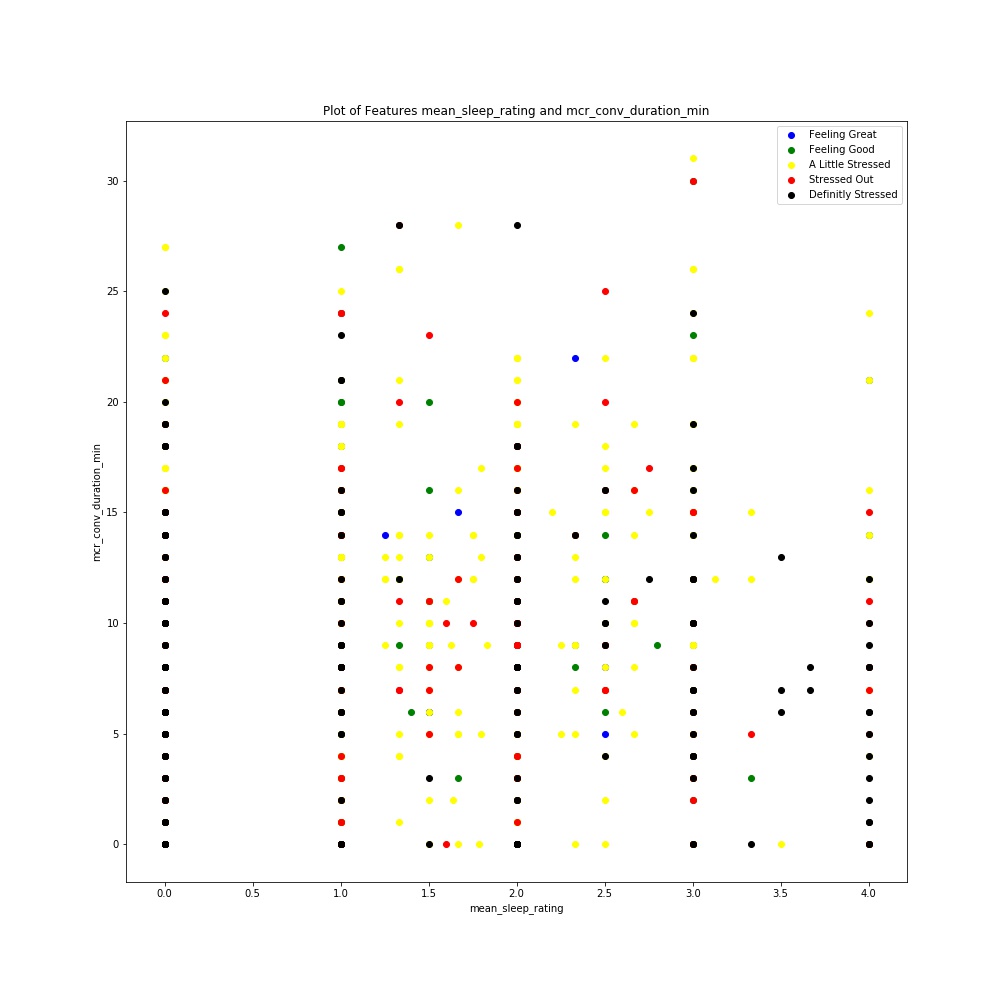 Plot of Features mean_sleep_rating and mcr_conv_duration_min
Feeling Great
Feeling Good
A Little Stressed
Stressed Out
Definitly Stressed
mcr_conv_duration_min
30
25
20
15
10
5
0
0.0 0.5 1.0 1.5 2.0 2.5 3.0 3.5 4.0
mean_sleep_rating